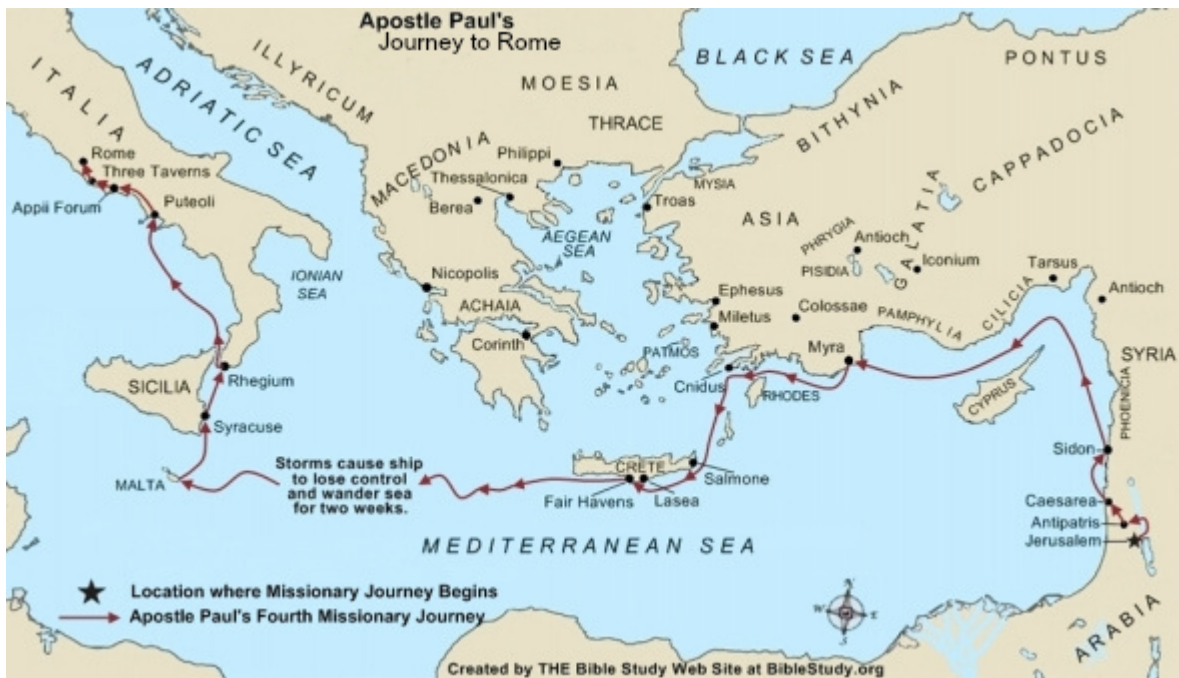 Apostle Paul's
Journey to Rome
BLACK SEA
PONTUS
ILLYRICUM
ITALIA
ADRIATIC SEA
MOESIA
BITHYNIA
THRACE
CAPPADOCIA
MACEDONIA
Philippi
Rome
Three Taverns
Thessalonica
MYSIA
GALATIA
Appii Forum
Puteoli
Berea
Troas
ASIA
PHRYGIA
Antioch
AEGEAN
SEA
PISIDIA
Iconium
Tarsus
IONIAN
SEA
Nicopolis
Ephesus
CILICIA
Antioch
ACHAIA
Miletus
Colossae
PAMPHYLIA
Corinth
PATMOS
Myra
SYRIA
SICILIA
Rhegium
Cnidus
RHODES
CYPRUS
PHOENICIA
Syracuse
Sidon
MALTA
Storms cause ship
to lose control
and wander sea
for two weeks.
CRETE
Salmone
Fair Havens
Lasea
Caesarea
Antipatris
Jerusalem
MEDITERRANEAN SEA
Location where Missionary Journey Begins
Apostle Paul's Fourth Missionary Journey
N
W
E
S
ARABIA
Created by THE Bible Study Web Site at BibleStudy.org